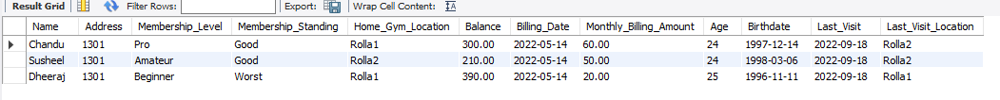 Result Grid Filter Rows: Export: Wrap Cell Content:
Name Address Membership_Level Membership_Standing Home_Gym_Location Balance Billing_Date Monthly_Billing_Amount Age Birthdate Last_Visit Last_Visit_Location
Chandu 1301 Pro Good Rolla1 300.00 2022-05-14 60.00 24 1997-12-14 2022-09-18 Rolla2
Susheel 1301 Amateur Good Rolla2 210.00 2022-05-14 50.00 24 1998-03-06 2022-09-18 Rolla2
Dheeraj 1301 Beginner Worst Rolla1 390.00 2022-05-14 20.00 25 1996-11-11 2022-09-18 Rolla1